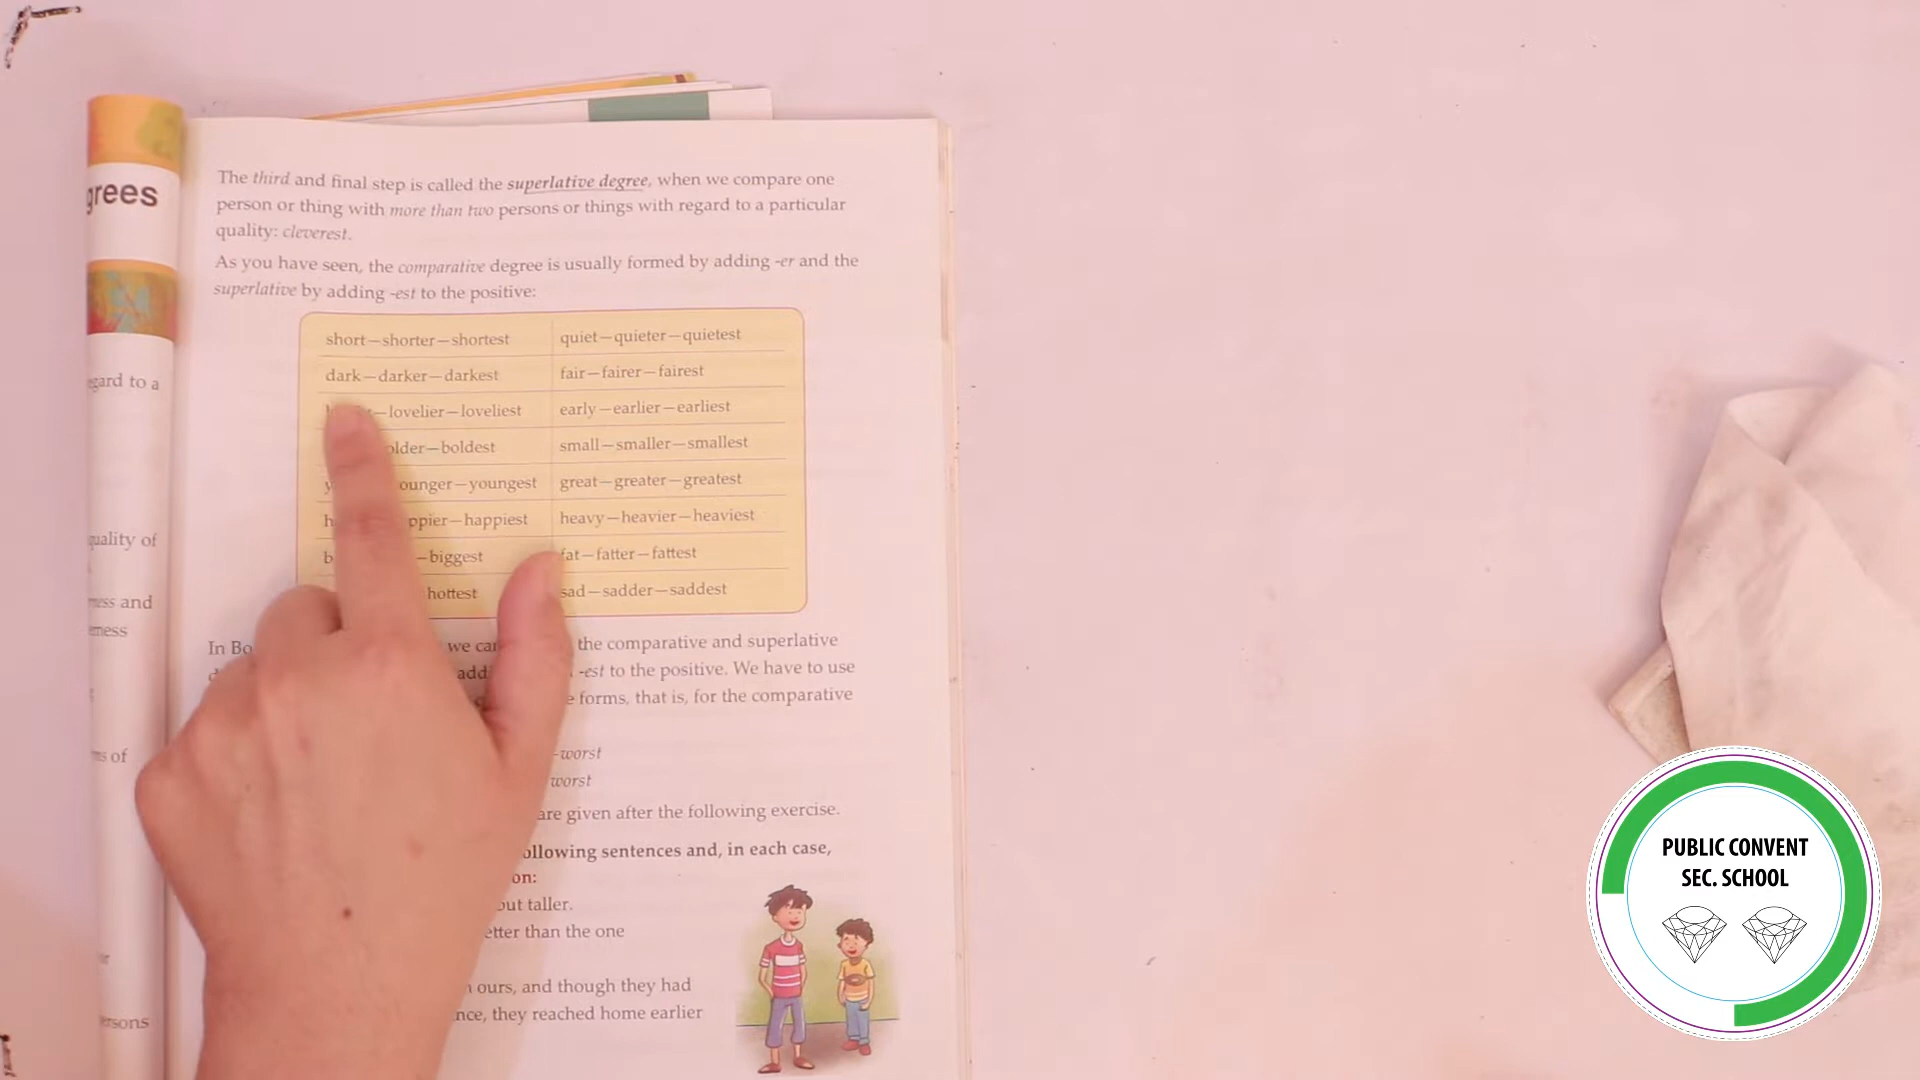 grees
egard to a
quality of
ness and
erness
ms of
ersons
The third and final step is called the superlative degree, when we compare one
person or thing with more than two persons or things with regard to a particular
quality: cleverest.
As you have seen, the comparative degree is usually formed by adding -er and the
superlative by adding -est to the positive:
short—shorter—shortest quiet—quieter—quietest
dark—darker—darkest fair—fairer—fairest
—lovelier—loveliest early—earlier—earliest
older—boldest small—smaller—smallest
ounger—youngest great—greater—greatest
ppier—happiest heavy—heavier—heaviest
—biggest fat—fatter—fattest
hottest sad—sadder—saddest
In Bo we can the comparative and superlative
add -est to the positive. We have to use
e forms, that is, for the comparative
—worst
worst
are given after the following exercise.
ollowing sentences and, in each case,
on:
but taller.
etter than the one
ours, and though they had
nce, they reached home earlier
PUBLIC CONVENT
SEC. SCHOOL